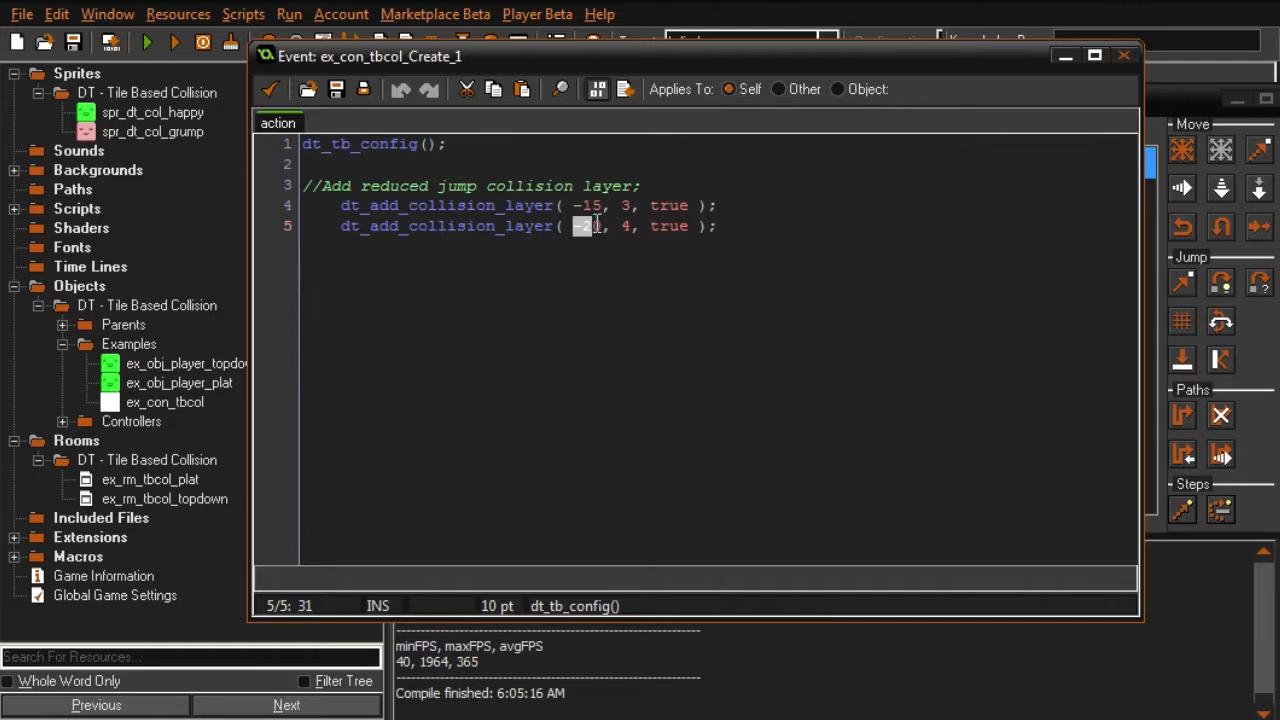 File Edit Window Resources Scripts Run Account Marketplace Beta Player Beta Help
Event: ex_con_tbcol_Create_1
Applies To: Self Other Object:
action
1 dt_tb_config();
2
3 //Add reduced jump collision layer;
4 dt_add_collision_layer( -15, 3, true );
5 dt_add_collision_layer( -20, 4, true );
5/5: 31 INS 10 pt dt_tb_config()
Sprites
DT - Tile Based Collision
spr_dt_col_happy
spr_dt_col_grump
Sounds
Backgrounds
Paths
Scripts
Shaders
Fonts
Time Lines
Objects
DT - Tile Based Collision
Parents
Examples
ex_obj_player_topdo
ex_obj_player_plat
ex_con_tbcol
Controllers
Rooms
DT - Tile Based Collision
ex_rm_tbcol_plat
ex_rm_tbcol_topdown
Included Files
Extensions
Macros
Game Information
Global Game Settings
Search For Resources...
Whole Word Only Filter Tree
Previous Next
minFPS, maxFPS, avgFPS
40, 1964, 365
Compile finished: 6:05:16 AM
Move
Jump
Paths
Steps